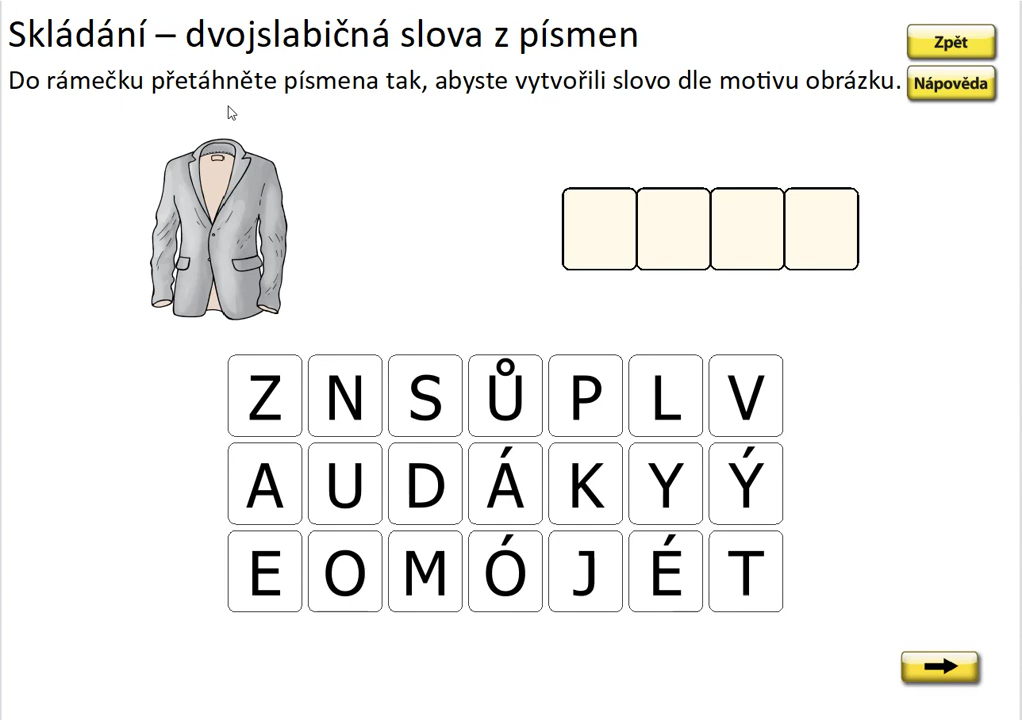 Skládání – dvojslabičná slova z písmen
Zpět
Do rámečku přetáhněte písmena tak, abyste vytvořili slovo dle motivu obrázku.
Nápověda
Z N S Ů P L V
A U D Á K Y Ý
E O M Ó J É T